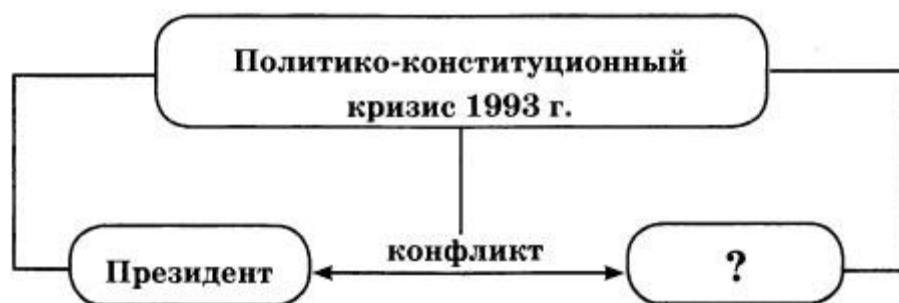 Политико-конституционный
кризис 1993 г.
конфликт
Президент
?